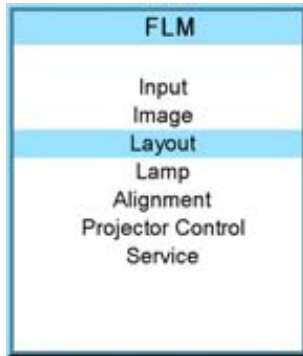 FLM
Input
Image
Layout
Lamp
Alignment
Projector Control
Service